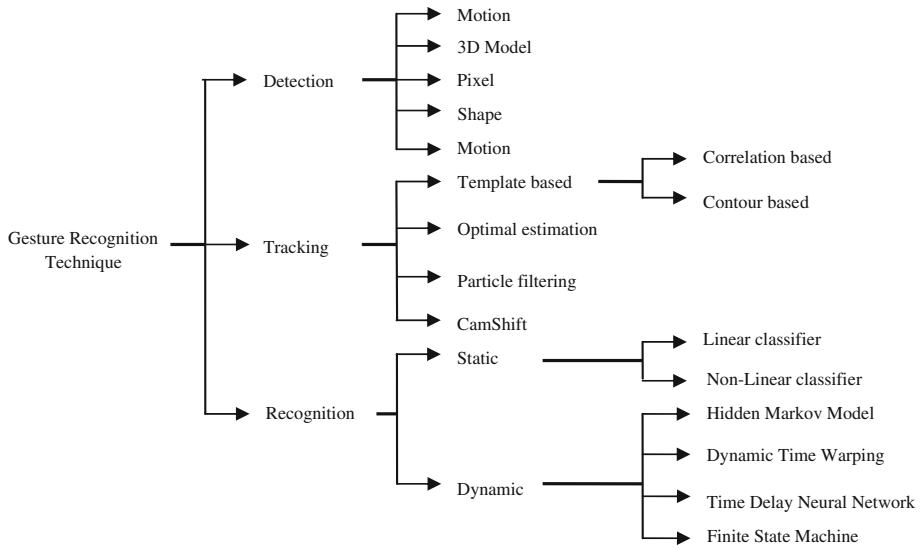 Gesture Recognition
Technique
Detection
Motion
3D Model
Pixel
Shape
Motion
Tracking
Template based
Correlation based
Contour based
Optimal estimation
Particle filtering
CamShift
Recognition
Static
Linear classifier
Non-Linear classifier
Dynamic
Hidden Markov Model
Dynamic Time Warping
Time Delay Neural Network
Finite State Machine